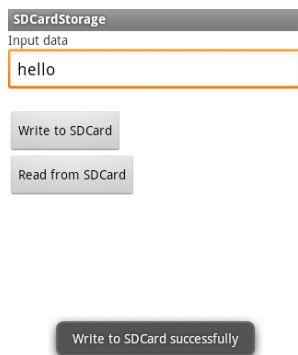 SDCardStorage
Input data
hello
Write to SDCard
Read from SDCard
Write to SDCard successfully